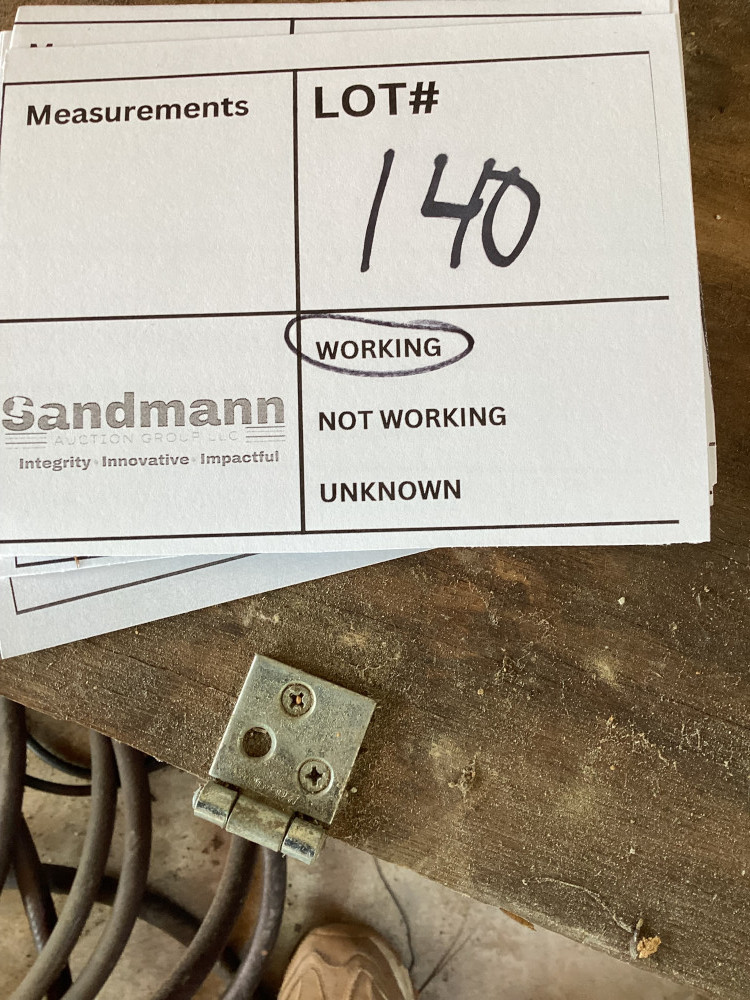 Measurements
LOT#
140
WORKING
NOT WORKING
UNKNOWN
Sandmann
AUCTION GROUP LLC
Integrity · Innovative · Impactful